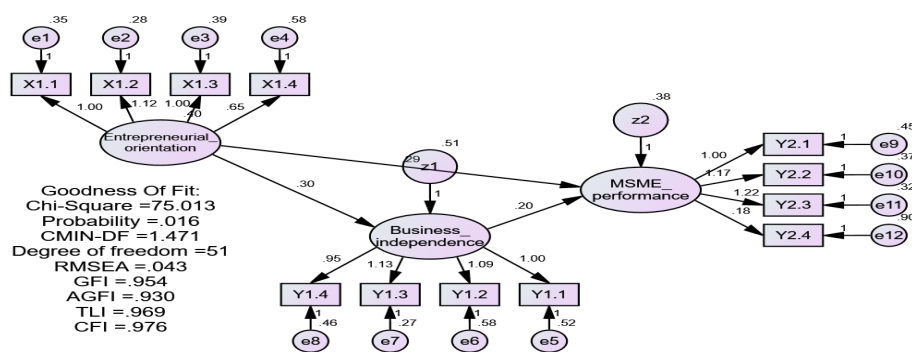 .35 .28 .39 .58
e1 e2 e3 e4
1 1 1 1
X1.1 X1.2 X1.3 X1.4
1.00 1.12 1.00 .65
.40
Entrepreneurial_
orientation
.38
z2
1
.51
z1
.29
1
.30
.20
MSME_
performance
Business_
independence
1.00 Y2.1 1 e9 .45
1.17 Y2.2 1 e10 .37
1.22 Y2.3 1 e11 .32
.18 Y2.4 1 e12 .90
.95 1.13 1.09 1.00
Y1.4 Y1.3 Y1.2 Y1.1
1 1 1 1
.46 .27 .58 .52
e8 e7 e6 e5
Goodness Of Fit:
Chi-Square =75.013
Probability =.016
CMIN-DF =1.471
Degree of freedom =51
RMSEA =.043
GFI =.954
AGFI =.930
TLI =.969
CFI =.976